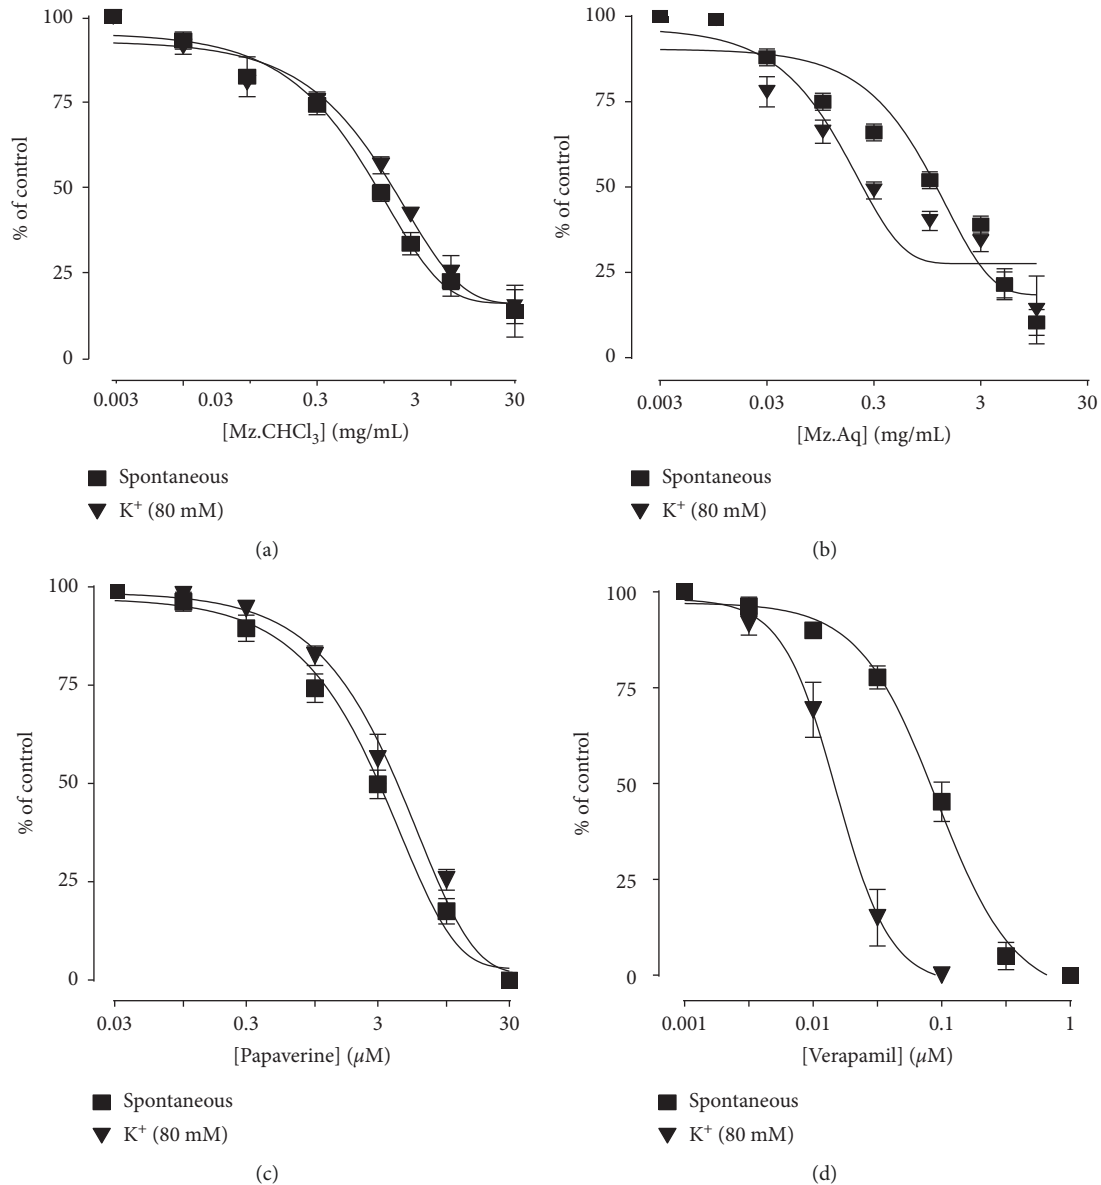 100
75
50
25
0
% of control
0.003 0.03 0.3 3 30
[Mz.CHCl₃] (mg/mL)
Spontaneous
K⁺ (80 mM)
(a)
100
75
50
25
0
% of control
0.003 0.03 0.3 3 30
[Mz.Aq] (mg/mL)
Spontaneous
K⁺ (80 mM)
(b)
100
75
50
25
0
% of control
0.03 0.3 3 30
[Papaverine] (µM)
Spontaneous
K⁺ (80 mM)
(c)
100
75
50
25
0
% of control
0.001 0.01 0.1 1
[Verapamil] (µM)
Spontaneous
K⁺ (80 mM)
(d)